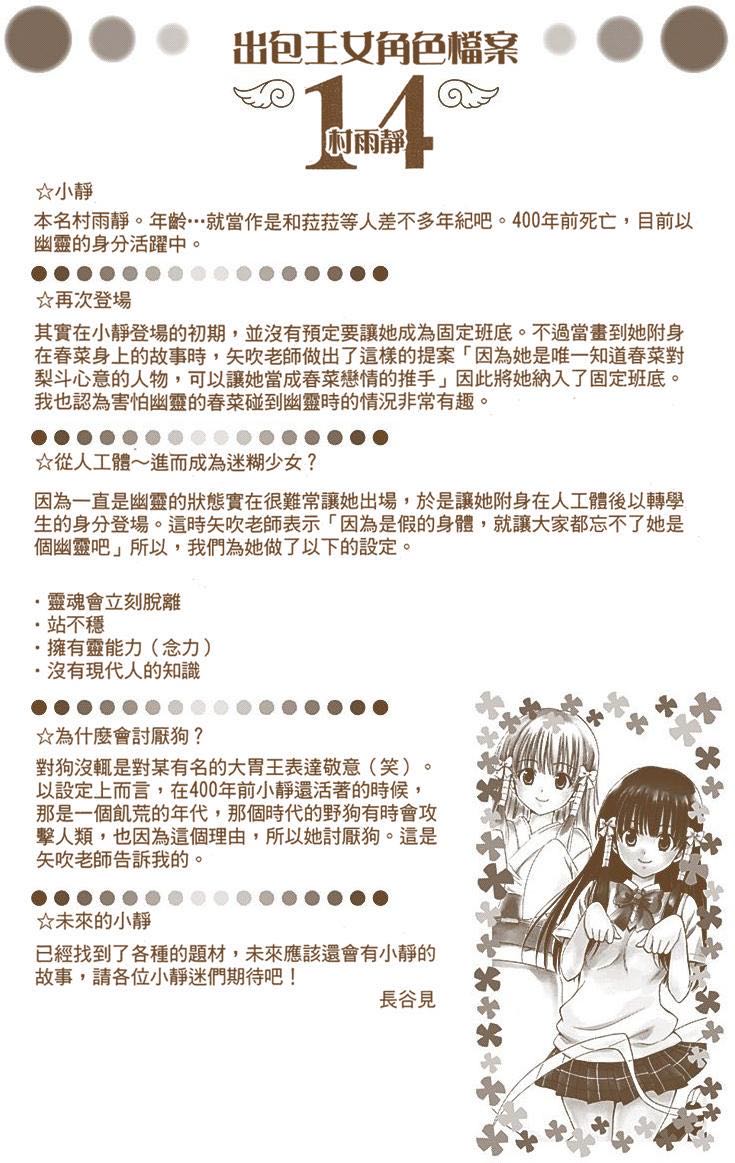 出包王女角色檔案
14
村雨靜
☆小靜
本名村雨靜。年齡…就當作是和菈菈等人差不多年紀吧。400年前死亡，目前以
幽靈的身分活躍中。
☆再次登場
其實在小靜登場的初期，並沒有預定要讓她成為固定班底。不過當畫到她附身
在春菜身上的故事時，矢吹老師做出了這樣的提案「因為她是唯一知道春菜對
梨斗心意的人物，可以讓她當成春菜戀情的推手」因此將她納入了固定班底。
我也認為害怕幽靈的春菜碰到幽靈時的情況非常有趣。
☆從人工體～進而成為迷糊少女？
因為一直是幽靈的狀態實在很難常讓她出場，於是讓她附身在人工體後以轉學
生的身分登場。這時矢吹老師表示「因為是假的身體，就讓大家都忘不了她是
個幽靈吧」所以，我們為她做了以下的設定。
・靈魂會立刻脫離
・站不穩
・擁有靈能力（念力）
・沒有現代人的知識
☆為什麼會討厭狗？
對狗沒輒是對某有名的大胃王表達敬意（笑）。
以設定上而言，在400年前小靜還活著的時候，
那是一個飢荒的年代，那個時代的野狗有時會攻
擊人類，也因為這個理由，所以她討厭狗。這是
矢吹老師告訴我的。
☆未來的小靜
已經找到了各種的題材，未來應該還會有小靜的
故事，請各位小靜迷們期待吧！
長谷見